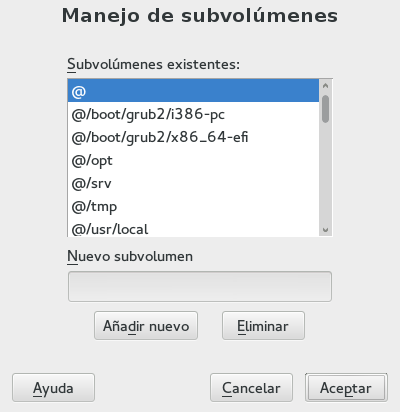 Manejo de subvolúmenes
Subvolúmenes existentes:
@
@/boot/grub2/i386-pc
@/boot/grub2/x86_64-efi
@/opt
@/srv
@/tmp
@/usr/local
Nuevo subvolumen
Añadir nuevo Eliminar
Ayuda Cancelar Aceptar